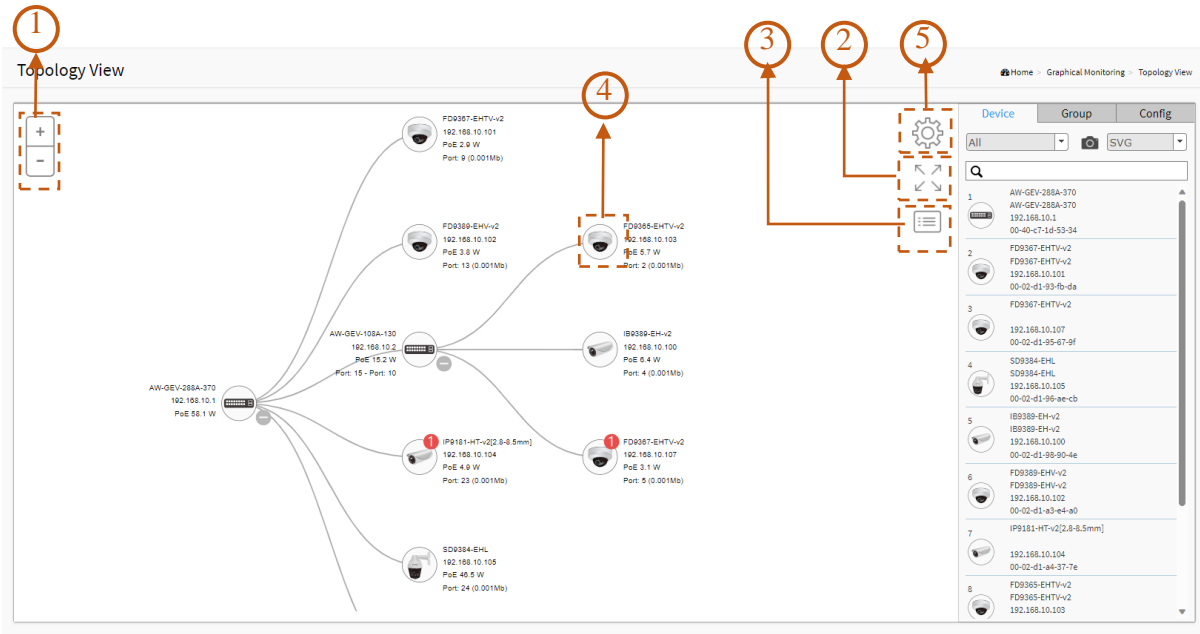 1
3
2
5
Topology View
Home > Graphical Monitoring > Topology View
4
+
−
FD9367-EHTV-v2
192.168.10.101
PoE 2.9 W
Port: 9 (0.001Mb)
FD9389-EHV-v2
192.168.10.102
PoE 3.8 W
Port: 13 (0.001Mb)
FD9365-EHTV-v2
192.168.10.103
PoE 5.7 W
Port: 2 (0.001Mb)
AW-GEV-108A-130
192.168.10.2
PoE 15.2 W
Port: 15 - Port: 10
IB9389-EH-v2
192.168.10.100
PoE 6.4 W
Port: 4 (0.001Mb)
AW-GEV-288A-370
192.168.10.1
PoE 58.1 W
1
IP9181-HT-v2[2.8-8.5mm]
192.168.10.104
PoE 4.9 W
Port: 23 (0.001Mb)
1
FD9367-EHTV-v2
192.168.10.107
PoE 3.1 W
Port: 5 (0.001Mb)
SD9384-EHL
192.168.10.105
PoE 46.5 W
Port: 24 (0.001Mb)
Device Group Config
All SVG
1
AW-GEV-288A-370
AW-GEV-288A-370
192.168.10.1
00-40-c7-1d-53-34
2
FD9367-EHTV-v2
FD9367-EHTV-v2
192.168.10.101
00-02-d1-93-fb-da
3
FD9367-EHTV-v2
192.168.10.107
00-02-d1-95-67-9f
4
SD9384-EHL
SD9384-EHL
192.168.10.105
00-02-d1-96-ae-cb
5
IB9389-EH-v2
IB9389-EH-v2
192.168.10.100
00-02-d1-98-90-4e
6
FD9389-EHV-v2
FD9389-EHV-v2
192.168.10.102
00-02-d1-a3-e4-a0
7
IP9181-HT-v2[2.8-8.5mm]
192.168.10.104
00-02-d1-a4-37-7e
8
FD9365-EHTV-v2
FD9365-EHTV-v2
192.168.10.103